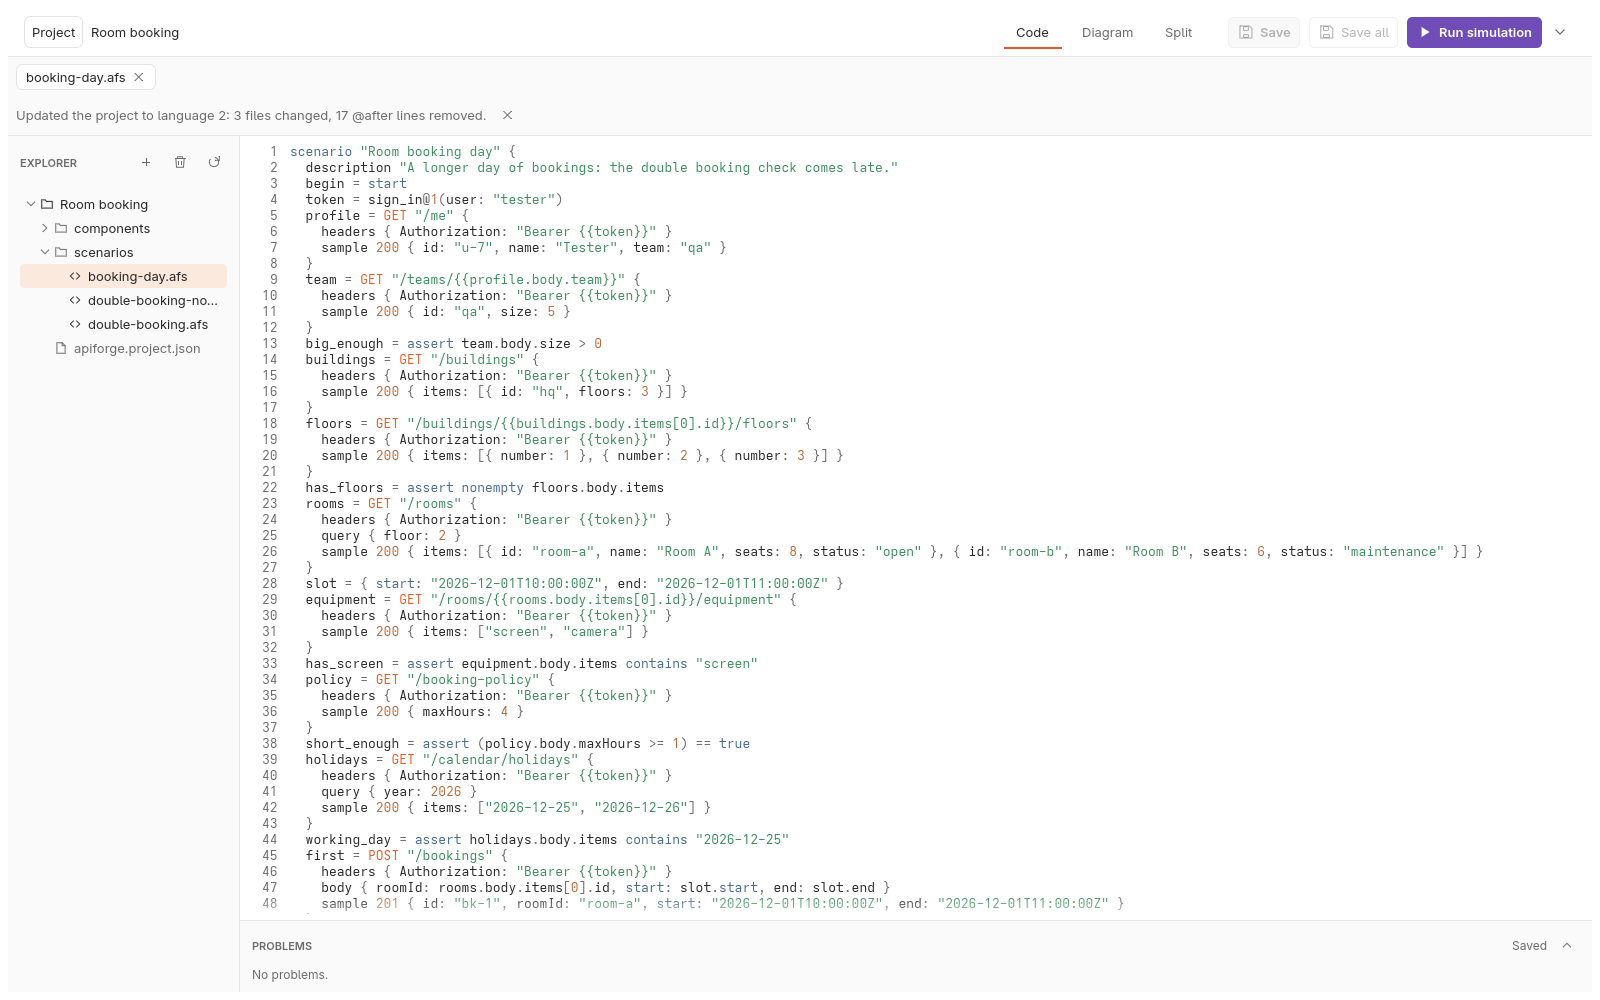 Project Room booking Code Diagram Split Save Save all Run simulation
booking-day.afs
Updated the project to language 2: 3 files changed, 17 @after lines removed.
EXPLORER
Room booking
components
scenarios
booking-day.afs
double-booking-no...
double-booking.afs
apiforge.project.json
1 scenario "Room booking day" {
2 description "A longer day of bookings: the double booking check comes late."
3 begin = start
4 token = sign_in@1(user: "tester")
5 profile = GET "/me" {
6 headers { Authorization: "Bearer {{token}}" }
7 sample 200 { id: "u-7", name: "Tester", team: "qa" }
8 }
9 team = GET "/teams/{{profile.body.team}}" {
10 headers { Authorization: "Bearer {{token}}" }
11 sample 200 { id: "qa", size: 5 }
12 }
13 big_enough = assert team.body.size > 0
14 buildings = GET "/buildings" {
15 headers { Authorization: "Bearer {{token}}" }
16 sample 200 { items: [{ id: "hq", floors: 3 }] }
17 }
18 floors = GET "/buildings/{{buildings.body.items[0].id}}/floors" {
19 headers { Authorization: "Bearer {{token}}" }
20 sample 200 { items: [{ number: 1 }, { number: 2 }, { number: 3 }] }
21 }
22 has_floors = assert nonempty floors.body.items
23 rooms = GET "/rooms" {
24 headers { Authorization: "Bearer {{token}}" }
25 query { floor: 2 }
26 sample 200 { items: [{ id: "room-a", name: "Room A", seats: 8, status: "open" }, { id: "room-b", name: "Room B", seats: 6, status: "maintenance" }] }
27 }
28 slot = { start: "2026-12-01T10:00:00Z", end: "2026-12-01T11:00:00Z" }
29 equipment = GET "/rooms/{{rooms.body.items[0].id}}/equipment" {
30 headers { Authorization: "Bearer {{token}}" }
31 sample 200 { items: ["screen", "camera"] }
32 }
33 has_screen = assert equipment.body.items contains "screen"
34 policy = GET "/booking-policy" {
35 headers { Authorization: "Bearer {{token}}" }
36 sample 200 { maxHours: 4 }
37 }
38 short_enough = assert (policy.body.maxHours >= 1) == true
39 holidays = GET "/calendar/holidays" {
40 headers { Authorization: "Bearer {{token}}" }
41 query { year: 2026 }
42 sample 200 { items: ["2026-12-25", "2026-12-26"] }
43 }
44 working_day = assert holidays.body.items contains "2026-12-25"
45 first = POST "/bookings" {
46 headers { Authorization: "Bearer {{token}}" }
47 body { roomId: rooms.body.items[0].id, start: slot.start, end: slot.end }
48 sample 201 { id: "bk-1", roomId: "room-a", start: "2026-12-01T10:00:00Z", end: "2026-12-01T11:00:00Z" }
PROBLEMS Saved
No problems.